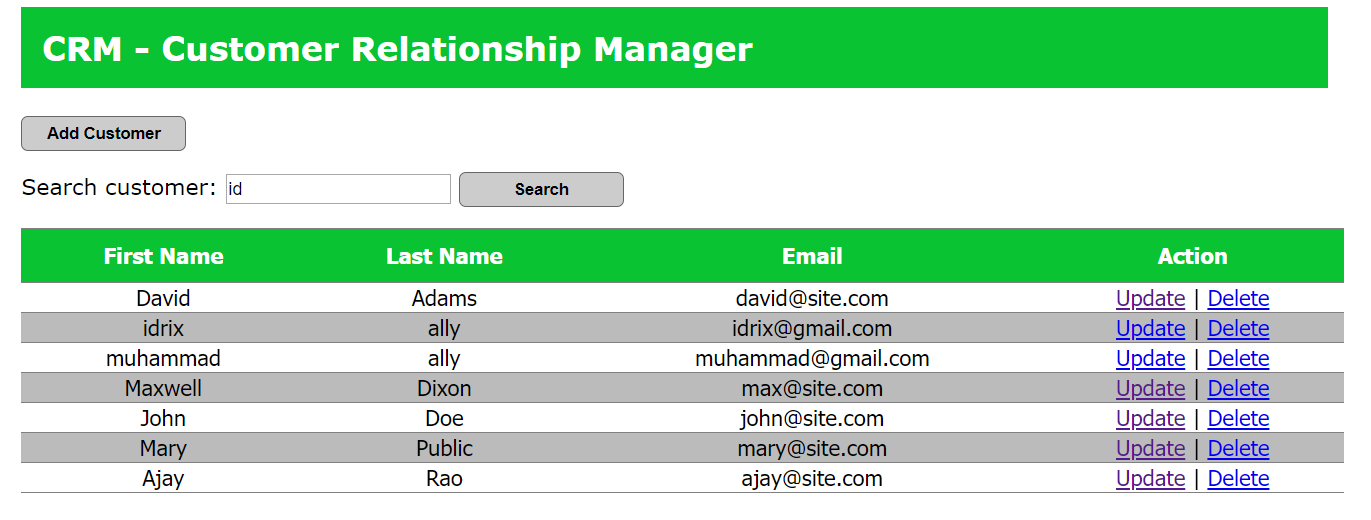 CRM - Customer Relationship Manager
Add Customer
Search customer: id Search
First Name Last Name Email Action
David Adams david@site.com Update | Delete
idrix ally idrix@gmail.com Update | Delete
muhammad ally muhammad@gmail.com Update | Delete
Maxwell Dixon max@site.com Update | Delete
John Doe john@site.com Update | Delete
Mary Public mary@site.com Update | Delete
Ajay Rao ajay@site.com Update | Delete